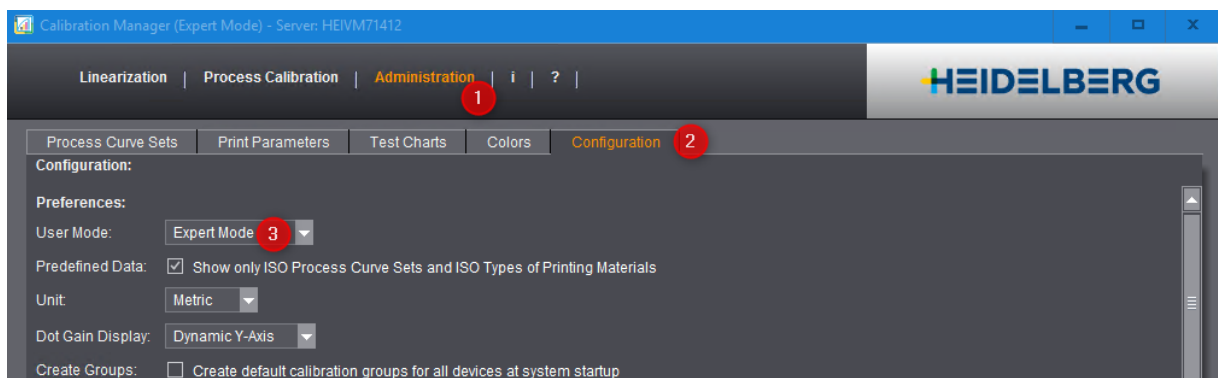 Calibration Manager (Expert Mode) - Server: HEIVM71412
Linearization | Process Calibration | Administration | i | ? |
1
HEIDELBERG
Process Curve Sets Print Parameters Test Charts Colors Configuration 2
Configuration:
Preferences:
User Mode: Expert Mode 3
Predefined Data: Show only ISO Process Curve Sets and ISO Types of Printing Materials
Unit: Metric
Dot Gain Display: Dynamic Y-Axis
Create Groups: Create default calibration groups for all devices at system startup